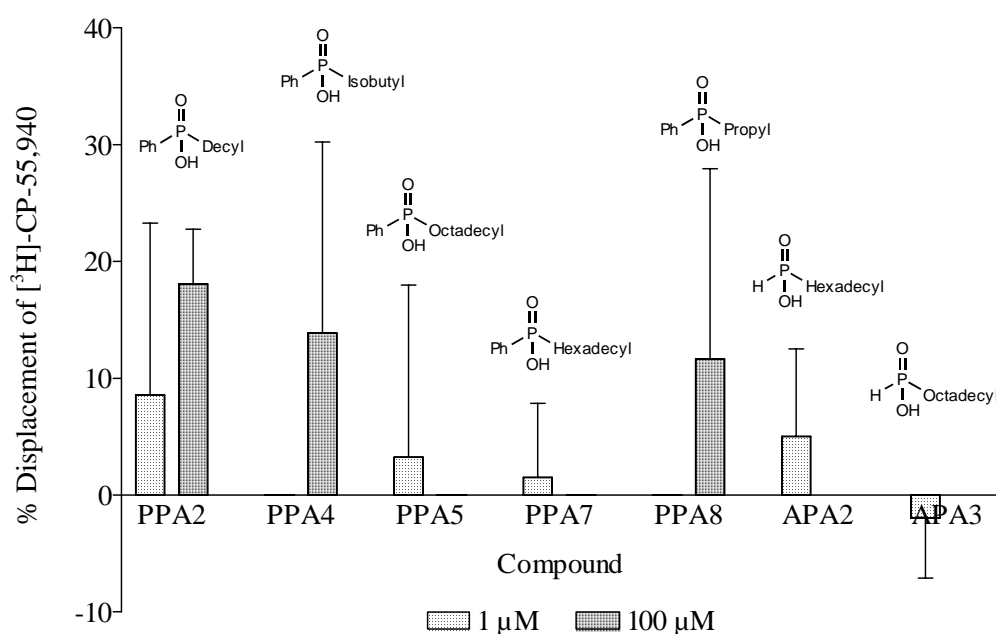 % Displacement of [³H]-CP-55,940
40
30
20
10
0
-10
O
P
Ph
Decyl
OH
O
P
Ph
Isobutyl
OH
O
P
Ph
Octadecyl
OH
O
P
Ph
Hexadecyl
OH
O
P
Ph
Propyl
OH
O
P
H
Hexadecyl
OH
O
P
H
Octadecyl
OH
PPA2 PPA4 PPA5 PPA7 PPA8 APA2 APA3
Compound
1 µM 100 µM